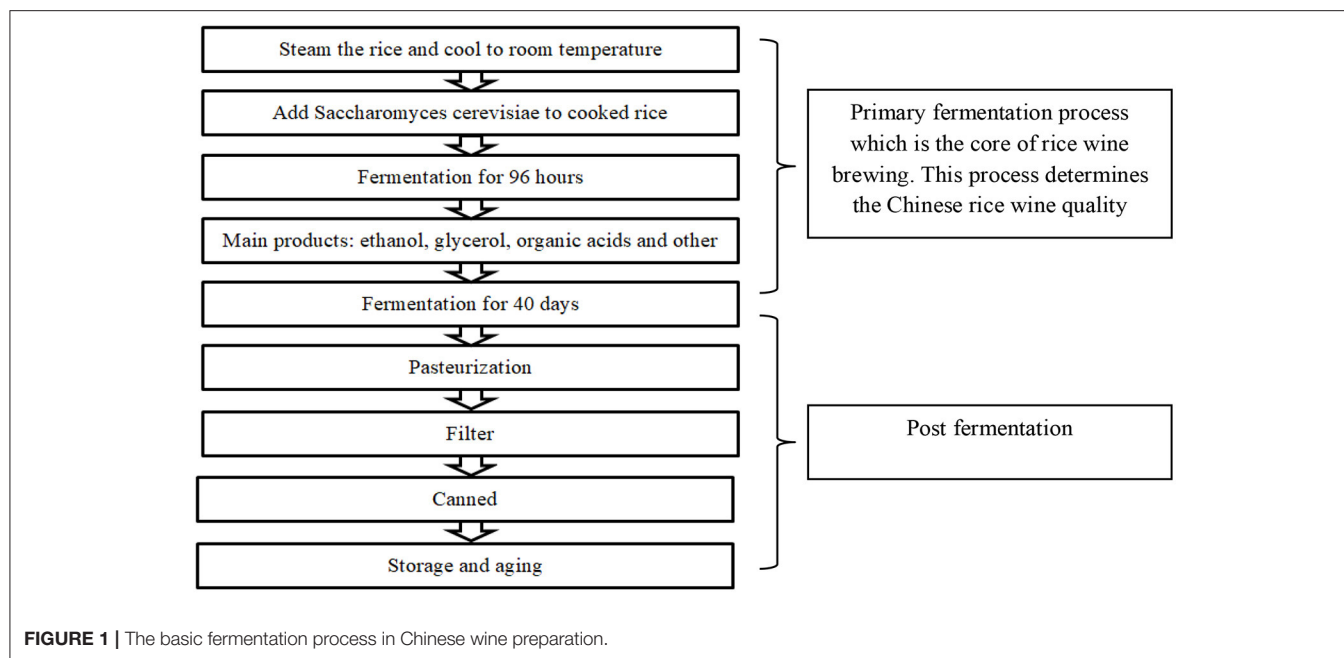 Steam the rice and cool to room temperature
Add Saccharomyces cerevisiae to cooked rice
Fermentation for 96 hours
Main products: ethanol, glycerol, organic acids and other
Fermentation for 40 days
Pasteurization
Filter
Canned
Storage and aging
Primary fermentation process
which is the core of rice wine
brewing. This process determines
the Chinese rice wine quality
Post fermentation
FIGURE 1 | The basic fermentation process in Chinese wine preparation.